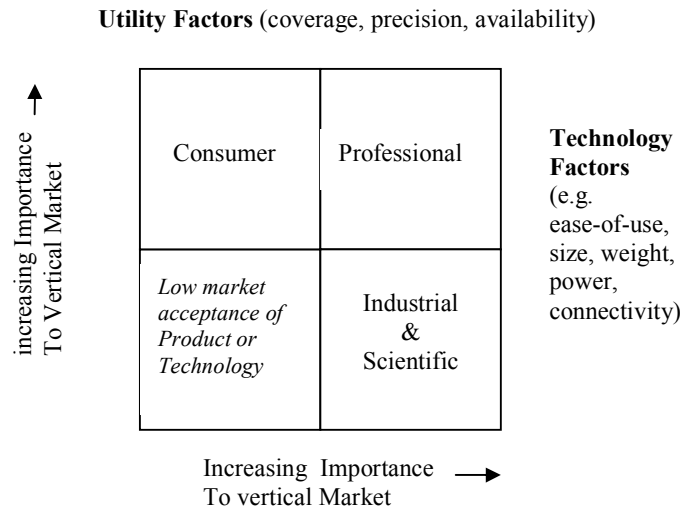 Utility Factors (coverage, precision, availability)
increasing Importance
To Vertical Market
Consumer
Professional
Technology
Factors
(e.g.
ease-of-use,
size, weight,
power,
connectivity)
Low market
acceptance of
Product or
Technology
Industrial
&
Scientific
Increasing Importance
To vertical Market